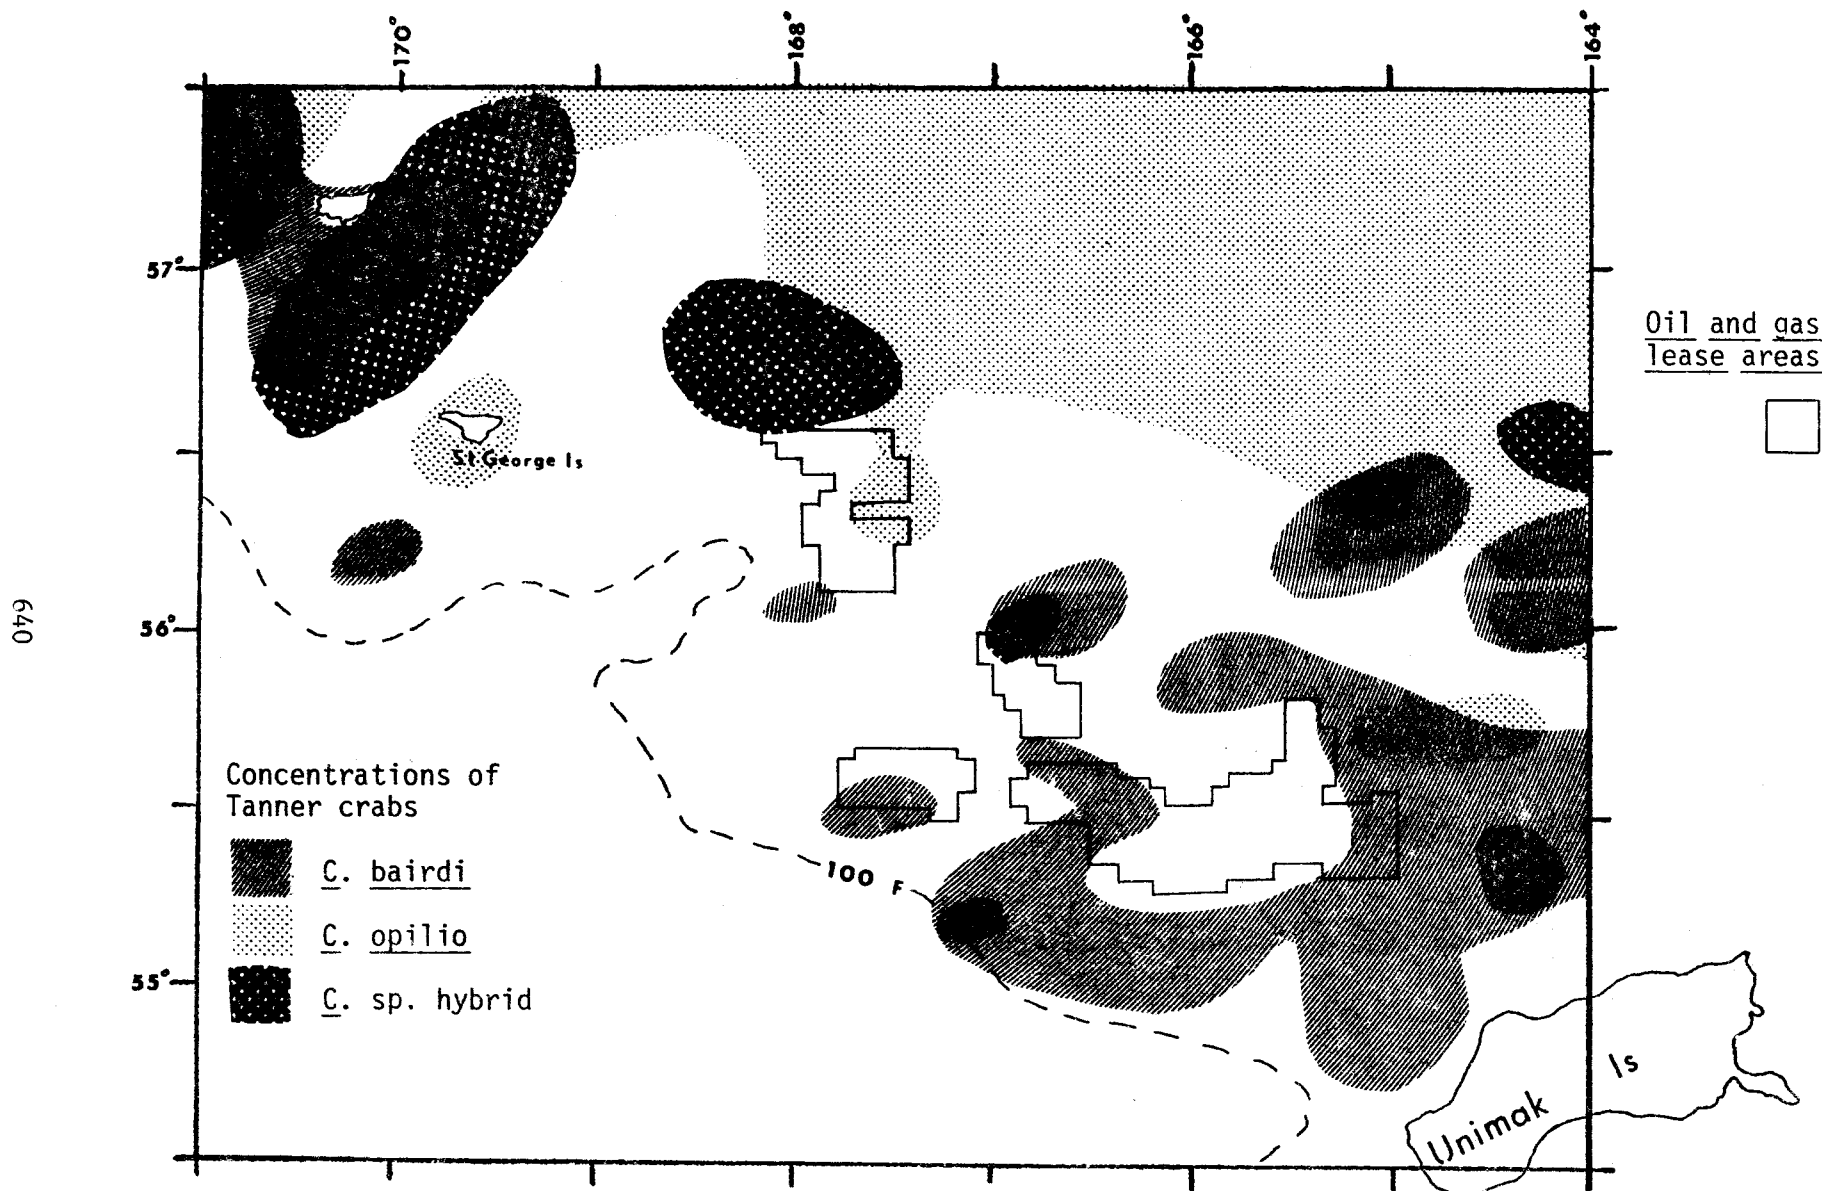 170°
168°
166°
164°
57°
Oil and gas
lease areas
St George Is
56°
640
Concentrations of
Tanner crabs
C. bairdi
C. opilio
C. sp. hybrid
100 F
55°
Unimak Is